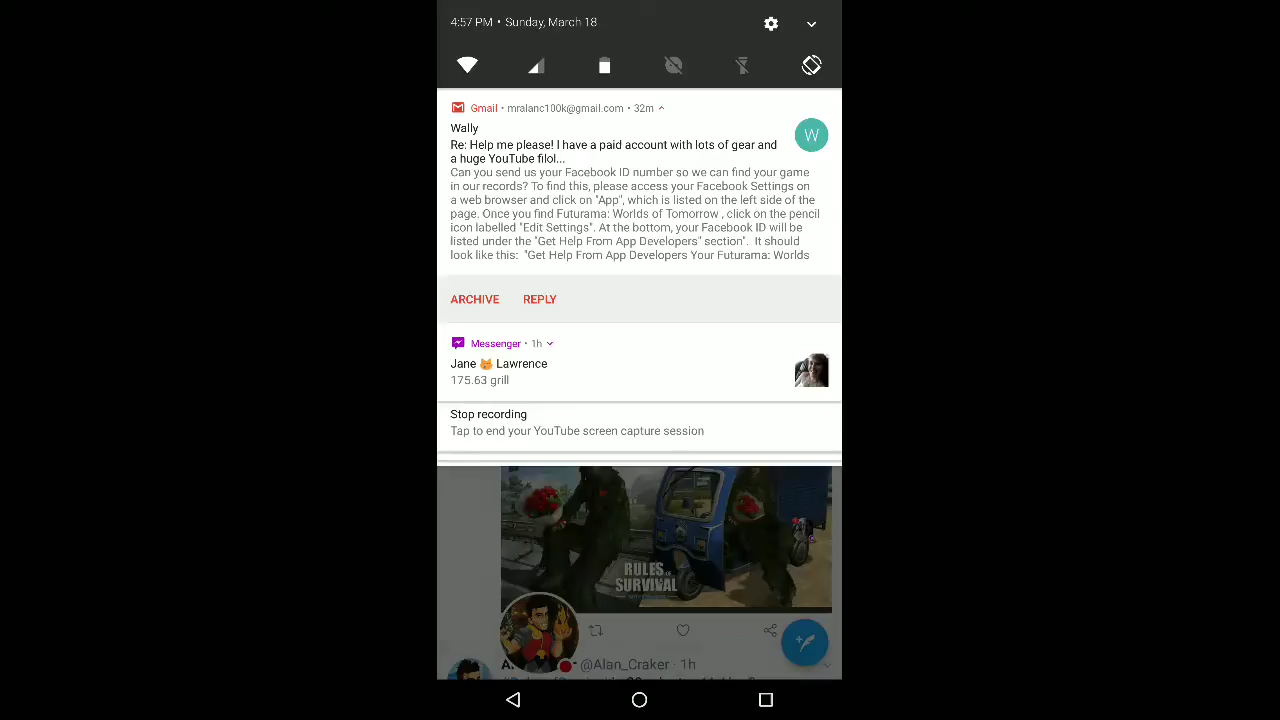 4:57 PM • Sunday, March 18
Gmail • mralanc100k@gmail.com • 32m
Wally
W
Re: Help me please! I have a paid account with lots of gear and
a huge YouTube filol...
Can you send us your Facebook ID number so we can find your game
in our records? To find this, please access your Facebook Settings on
a web browser and click on "App", which is listed on the left side of the
page. Once you find Futurama: Worlds of Tomorrow , click on the pencil
icon labelled "Edit Settings". At the bottom, your Facebook ID will be
listed under the "Get Help From App Developers" section". It should
look like this: "Get Help From App Developers Your Futurama: Worlds
ARCHIVE REPLY
Messenger • 1h
Jane 😼 Lawrence
175.63 grill
Stop recording
Tap to end your YouTube screen capture session
RULES OF
SURVIVAL
@Alan_Craker · 1h